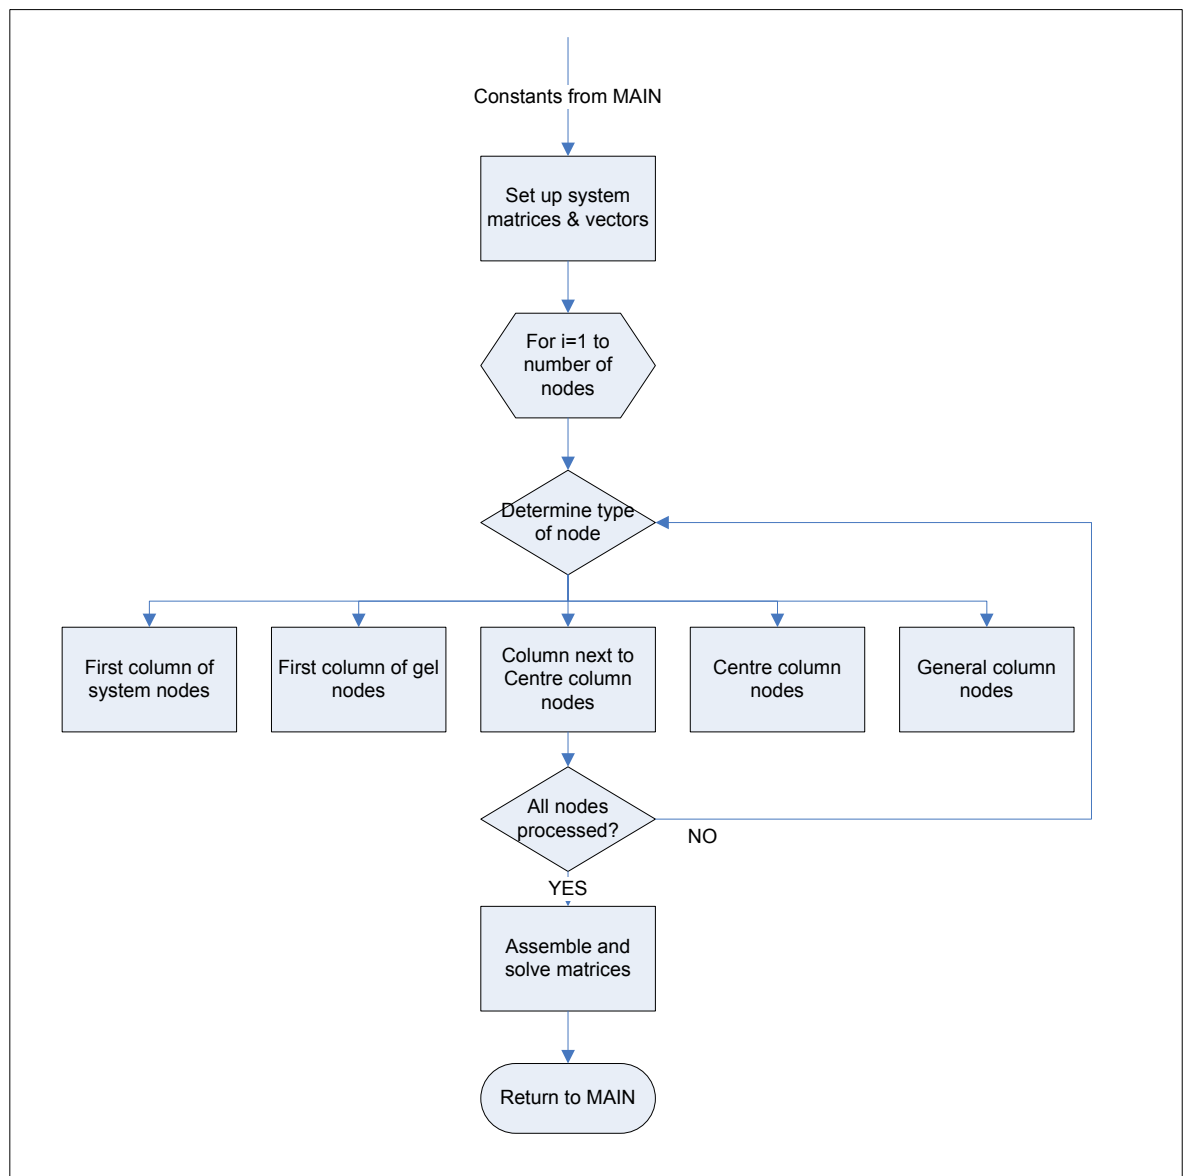 Constants from MAIN
Set up system
matrices & vectors
For i=1 to
number of
nodes
Determine type
of node
First column of
system nodes
First column of gel
nodes
Column next to
Centre column
nodes
Centre column
nodes
General column
nodes
All nodes
processed?
NO
YES
Assemble and
solve matrices
Return to MAIN